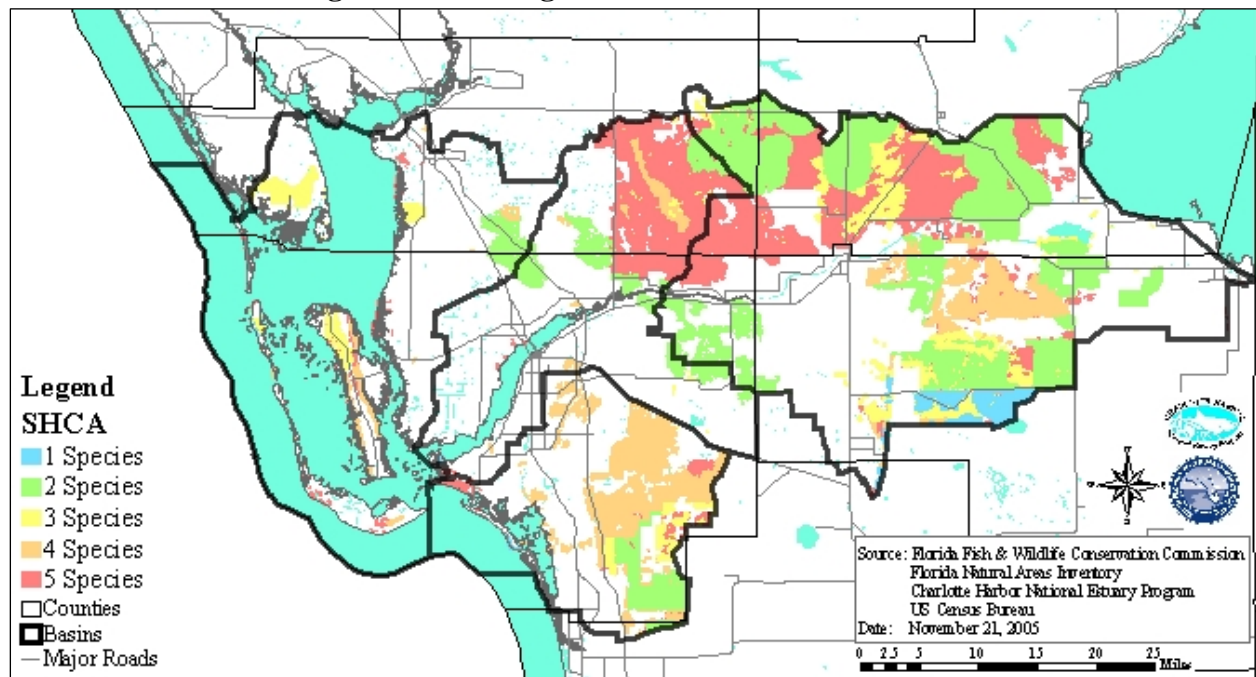 Legend
SHCA
1 Species
2 Species
3 Species
4 Species
5 Species
Counties
Basins
Major Roads
Source: Florida Fish & Wildlife Conservation Commission
Florida Natural Areas Inventory
Charlotte Harbor National Estuary Program
US Census Bureau
Date: November 21, 2005
0 2.5 5 10 15 20 25
Miles